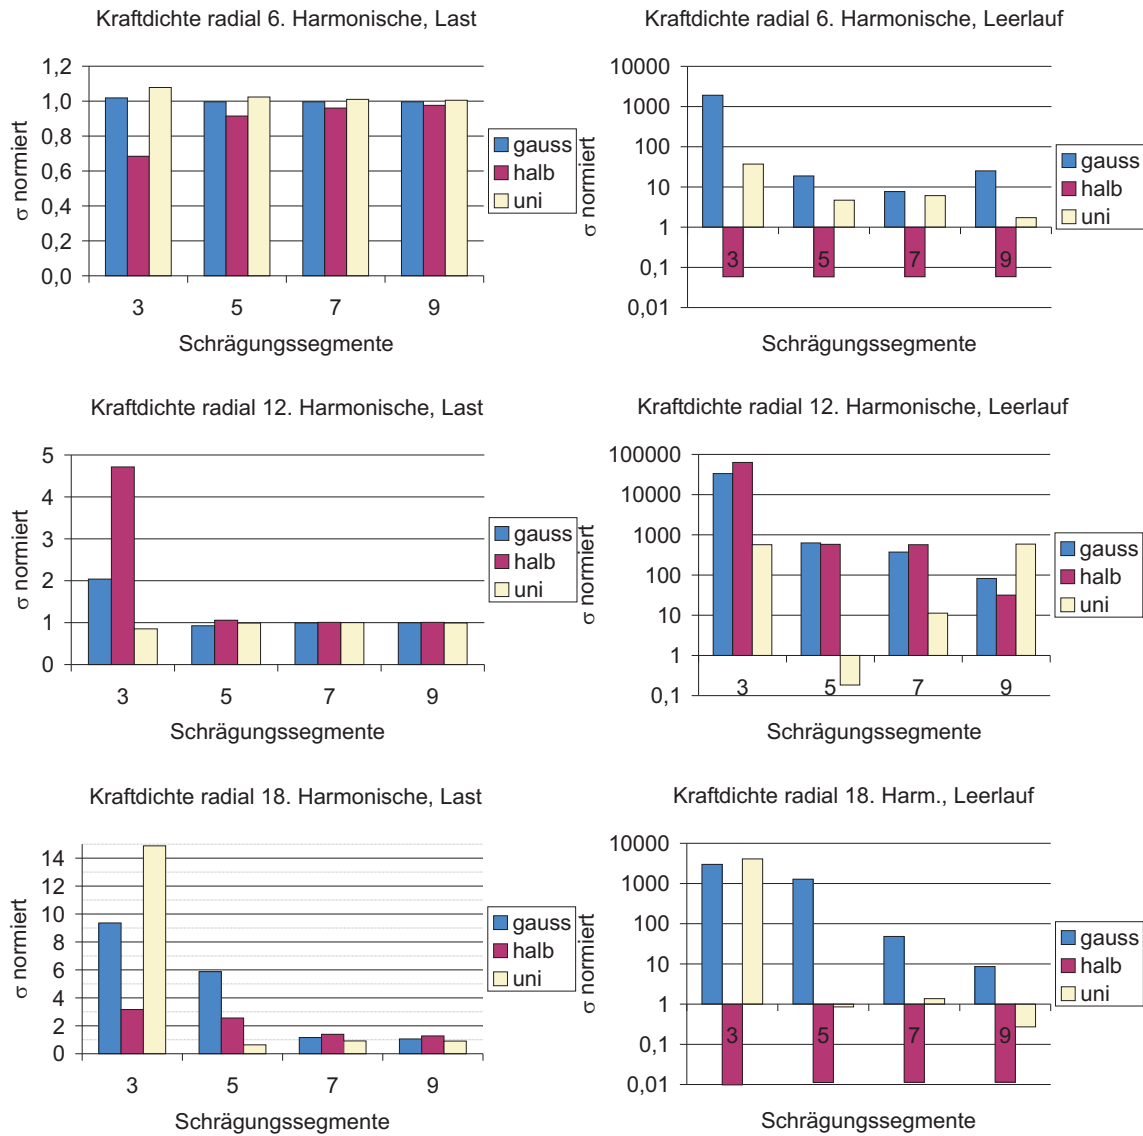 Kraftdichte radial 6. Harmonische, Last
1,2
1,0
0,8
0,6
0,4
0,2
0,0
σ normiert
3 5 7 9
Schrägungssegmente
gauss
halb
uni
Kraftdichte radial 6. Harmonische, Leerlauf
10000
1000
100
10
1
0,1
0,01
σ normiert
3 5 7 9
Schrägungssegmente
gauss
halb
uni
Kraftdichte radial 12. Harmonische, Last
5
4
3
2
1
0
σ normiert
3 5 7 9
Schrägungssegmente
gauss
halb
uni
Kraftdichte radial 12. Harmonische, Leerlauf
100000
10000
1000
100
10
1
0,1
σ normiert
3 5 7 9
Schrägungssegmente
gauss
halb
uni
Kraftdichte radial 18. Harmonische, Last
14
12
10
8
6
4
2
0
σ normiert
3 5 7 9
Schrägungssegmente
gauss
halb
uni
Kraftdichte radial 18. Harm., Leerlauf
10000
1000
100
10
1
0,1
0,01
σ normiert
3 5 7 9
Schrägungssegmente
gauss
halb
uni